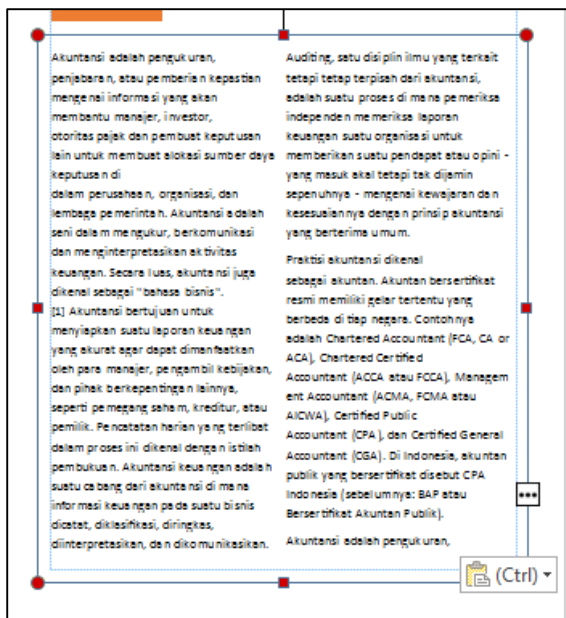 Akuntansi adalah pengukuran,
penjabaran, atau pemberian kepastian
mengenai informasi yang akan
membantu manajer, investor,
otoritas pajak dan pembuat keputusan
lain untuk membuat alokasi sumber daya
keputusan di
dalam perusahaan, organisasi, dan
lembaga pemerintah. Akuntansi adalah
seni dalam mengukur, berkomunikasi
dan menginterpretasikan aktivitas
keuangan. Secara luas, akuntansi juga
dikenal sebagai "bahasa bisnis".
[1] Akuntansi bertujuan untuk
menyiapkan suatu laporan keuangan
yang akurat agar dapat dimanfaatkan
oleh para manajer, pengambil kebijakan,
dan pihak berkepentingan lainnya,
seperti pemegang saham, kreditur, atau
pemilik. Pencatatan harian yang terlibat
dalam proses ini dikenal dengan istilah
pembukuan. Akuntansi keuangan adalah
suatu cabang dari akuntansi di mana
informasi keuangan pada suatu bisnis
dicatat, diklasifikasi, diringkas,
diinterpretasikan, dan dikomunikasikan.
Auditing, satu disiplin ilmu yang terkait
tetapi tetap terpisah dari akuntansi,
adalah suatu proses di mana pemeriksa
independen memeriksa laporan
keuangan suatu organisasi untuk
memberikan suatu pendapat atau opini -
yang masuk akal tetapi tak dijamin
sepenuhnya - mengenai kewajaran dan
kesesuaiannya dengan prinsip akuntansi
yang berterima umum.
Praktisi akuntansi dikenal
sebagai akuntan. Akuntan bersertifikat
resmi memiliki gelar tertentu yang
berbeda di tiap negara. Contohnya
adalah Chartered Accountant (FCA, CA or
ACA), Chartered Certified
Accountant (ACCA atau FCCA), Managem
ent Accountant (ACMA, FCMA atau
AICWA), Certified Public
Accountant (CPA), dan Certified General
Accountant (CGA). Di Indonesia, akuntan
publik yang bersertifikat disebut CPA
Indonesia (sebelumnya: BAP atau
Bersertifikat Akuntan Publik).
Akuntansi adalah pengukuran,
(Ctrl)